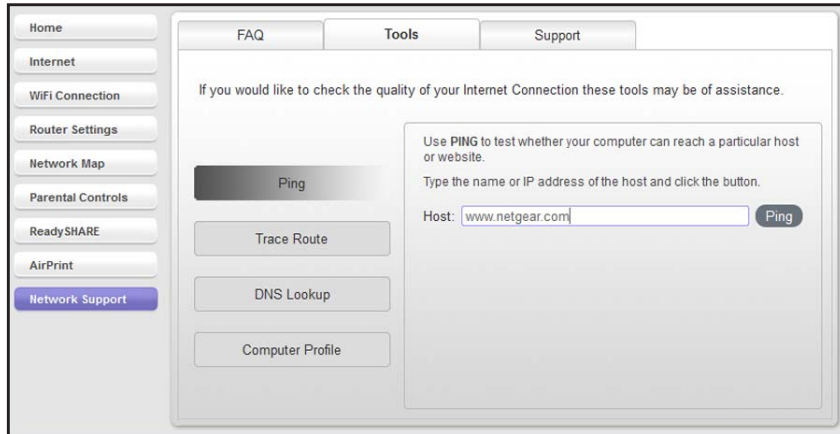 Home
Internet
WiFi Connection
Router Settings
Network Map
Parental Controls
ReadySHARE
AirPrint
Network Support
FAQ
Tools
Support
If you would like to check the quality of your Internet Connection these tools may be of assistance.
Ping
Trace Route
DNS Lookup
Computer Profile
Use PING to test whether your computer can reach a particular host
or website.
Type the name or IP address of the host and click the button.
Host: www.netgear.com Ping